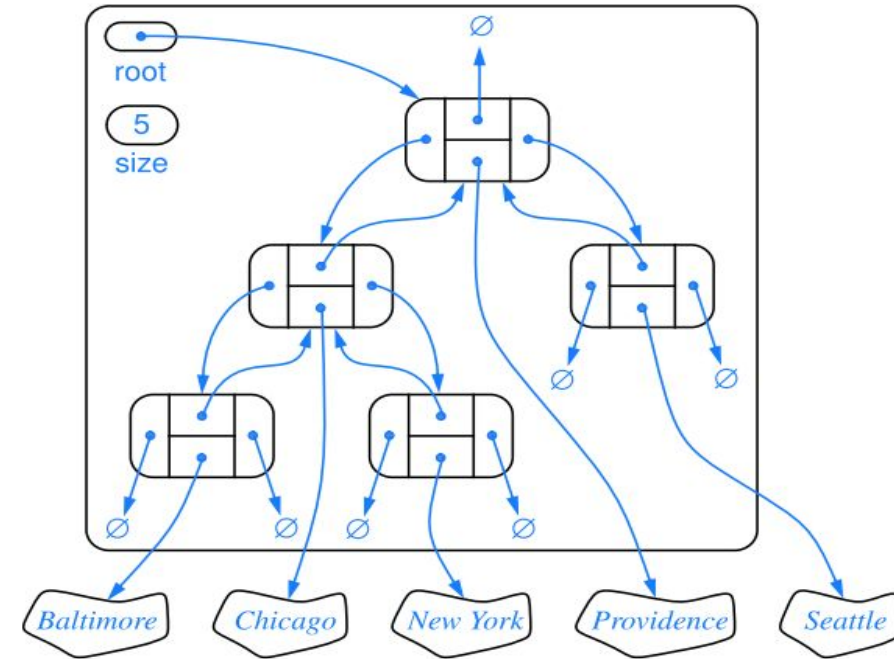 ∅
root
5
size
∅ ∅
∅ ∅ ∅ ∅
Baltimore Chicago New York Providence Seattle